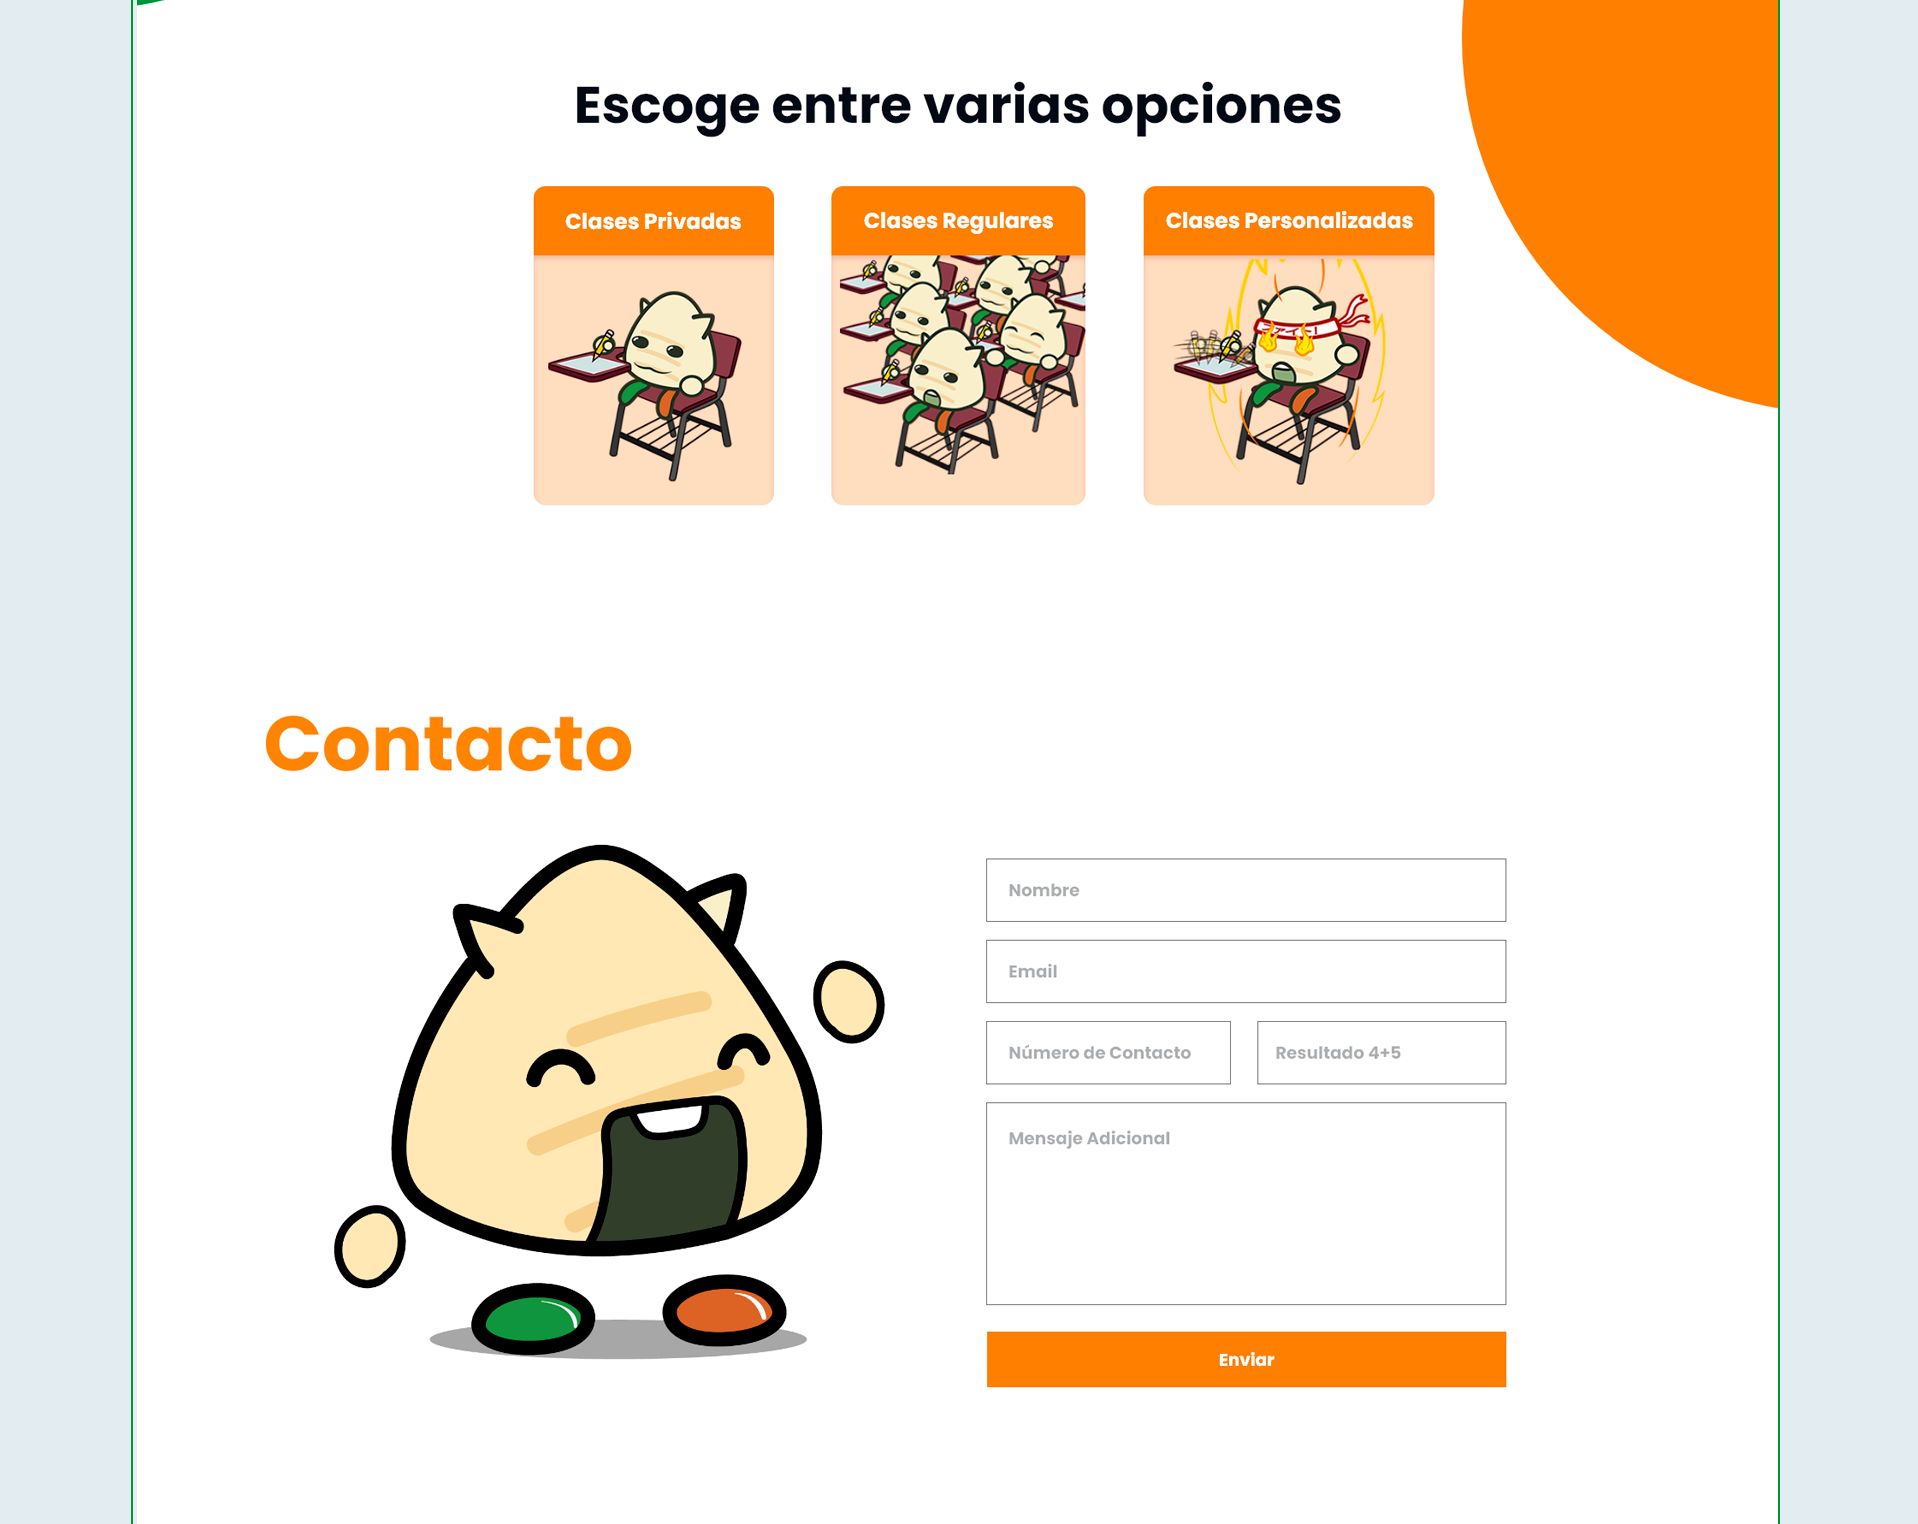 Escoge entre varias opciones
Clases Privadas
Clases Regulares
Clases Personalizadas
Contacto
Nombre
Email
Número de Contacto
Resultado 4+5
Mensaje Adicional
Enviar